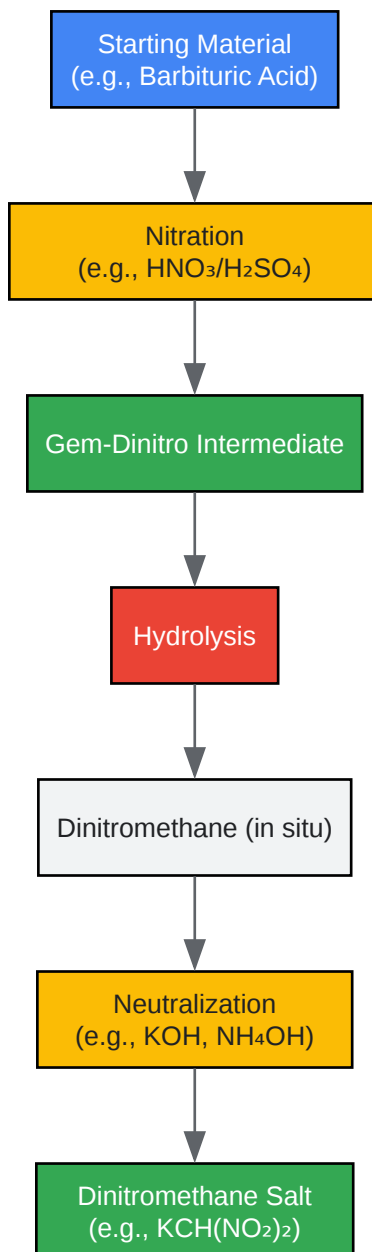 Starting Material
(e.g., Barbituric Acid)
Nitration
(e.g., HNO₃/H₂SO₄)
Gem-Dinitro Intermediate
Hydrolysis
Dinitromethane (in situ)
Neutralization
(e.g., KOH, NH₄OH)
Dinitromethane Salt
(e.g., KCH(NO₂)₂)